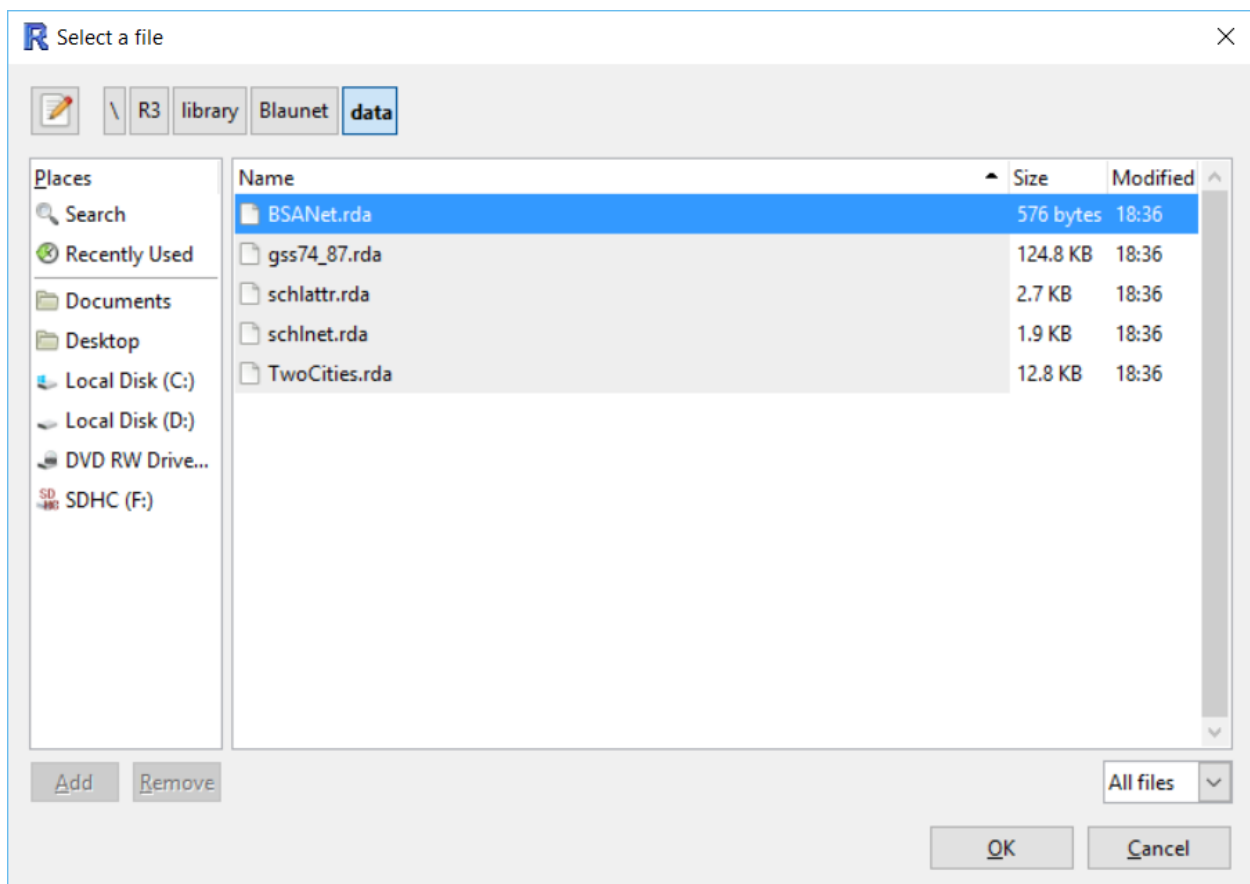 Select a file
\ R3 library Blaunet data
Places
Search
Recently Used
Documents
Desktop
Local Disk (C:)
Local Disk (D:)
DVD RW Drive...
SDHC (F:)
Name Size Modified
BSANet.rda 576 bytes 18:36
gss74_87.rda 124.8 KB 18:36
schlattr.rda 2.7 KB 18:36
schlnet.rda 1.9 KB 18:36
TwoCities.rda 12.8 KB 18:36
Add Remove
All files
OK Cancel